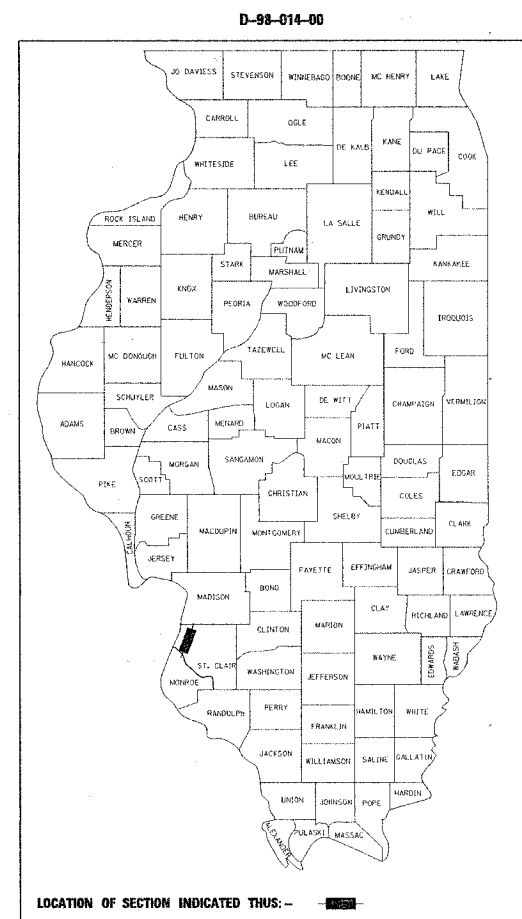 D-98-014-00
JO DAVIESS STEVENSON WINNEBAGO BOONE MC HENRY LAKE
CARROLL OGLE
DE KALB KANE DU PAGE COOK
WHITESIDE LEE
KENDALL
ROCK ISLAND HENRY BUREAU LA SALLE GRUNDY WILL
MERCER PUTNAM
STARK KANKAKEE
HENDERSON WARREN KNOX MARSHALL LIVINGSTON
PEORIA WOODFORD IROQUOIS
HANCOCK MC DONOUGH FULTON TAZEWELL MC LEAN FORD
SCHUYLER MASON
ADAMS BROWN CASS MENARD LOGAN DE WITT PIATT CHAMPAIGN VERMILION
MACON
PIKE SCOTT MORGAN SANGAMON MOULTRIE DOUGLAS EDGAR
CHRISTIAN COLES
CALHOUN GREENE MACOUPIN MONTGOMERY SHELBY CUMBERLAND CLARK
JERSEY
FAYETTE EFFINGHAM JASPER CRAWFORD
MADISON BOND
CLAY RICHLAND LAWRENCE
CLINTON MARION
ST. CLAIR WAYNE EDWARDS WABASH
MONROE WASHINGTON JEFFERSON
RANDOLPH PERRY HAMILTON WHITE
FRANKLIN
JACKSON WILLIAMSON SALINE GALLATIN
UNION JOHNSON POPE HARDIN
ALEXANDER PULASKI MASSAC
LOCATION OF SECTION INDICATED THUS:-